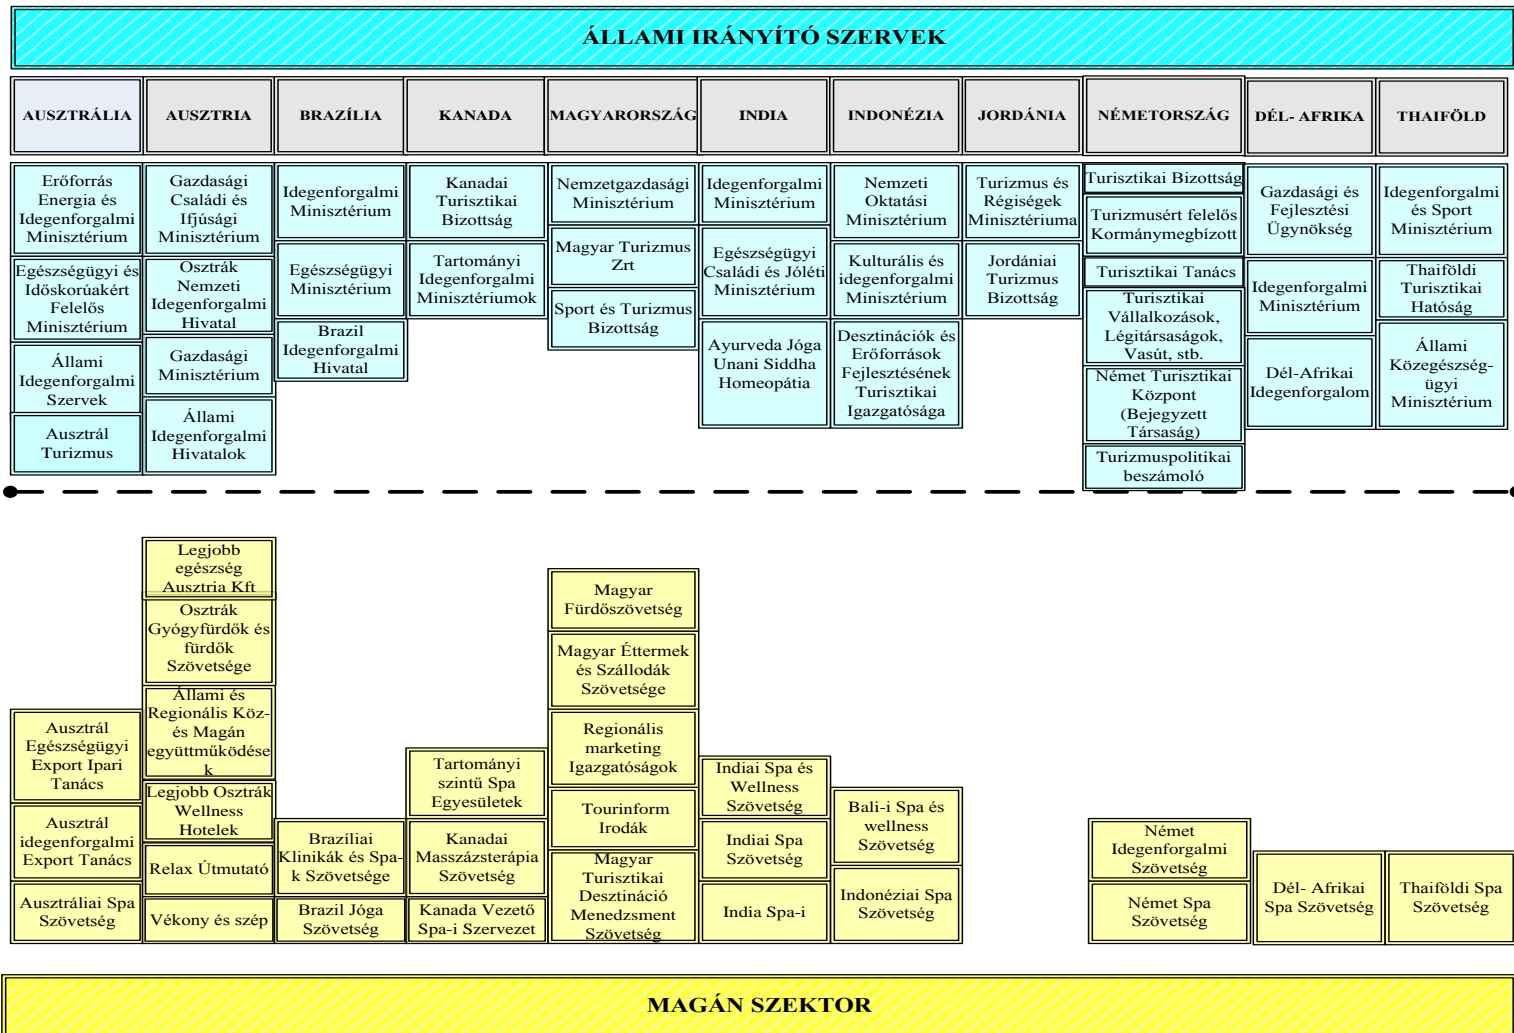 ÁLLAMI IRÁNYÍTÓ SZERVEK
AUSZTRÁLIA
AUSZTRIA
BRAZÍLIA
KANADA
MAGYARORSZÁG
INDIA
INDONÉZIA
JORDÁNIA
NÉMETORSZÁG
DÉL- AFRIKA
THAIFÖLD
Erőforrás
Energia és
Idegenforgalmi
Minisztérium
Egészségügyi és
Időskorúakért
Felelős
Minisztérium
Állami
Idegenforgalmi
Szervek
Ausztrál
Turizmus
Gazdasági
Családi és
Ifjúsági
Minisztérium
Osztrák
Nemzeti
Idegenforgalmi
Hivatal
Gazdasági
Minisztérium
Állami
Idegenforgalmi
Hivatalok
Idegenforgalmi
Minisztérium
Egészségügyi
Minisztérium
Brazil
Idegenforgalmi
Hivatal
Kanadai
Turisztikai
Bizottság
Tartományi
Idegenforgalmi
Minisztériumok
Nemzetgazdasági
Minisztérium
Magyar Turizmus
Zrt
Sport és Turizmus
Bizottság
Idegenforgalmi
Minisztérium
Egészségügyi
Családi és Jóléti
Minisztérium
Ayurveda Jóga
Unani Siddha
Homeopátia
Nemzeti
Oktatási
Minisztérium
Kulturális és
idegenforgalmi
Minisztérium
Desztinációk és
Erőforrások
Fejlesztésének
Turisztikai
Igazgatósága
Turizmus és
Régiségek
Minisztériuma
Jordániai
Turizmus
Bizottság
Turisztikai Bizottság
Turizmusért felelős
Kormánymegbízott
Turisztikai Tanács
Turisztikai
Vállalkozások,
Légitársaságok,
Vasút, stb.
Német Turisztikai
Központ
(Bejegyzett
Társaság)
Turizmuspolitikai
beszámoló
Gazdasági és
Fejlesztési
Ügynökség
Idegenforgalmi
Minisztérium
Dél-Afrikai
Idegenforgalom
Idegenforgalmi
és Sport
Minisztérium
Thaiföldi
Turisztikai
Hatóság
Állami
Közegészség-
ügyi
Minisztérium
Ausztrál
Egészségügyi
Export Ipari
Tanács
Ausztrál
idegenforgalmi
Export Tanács
Ausztráliai Spa
Szövetség
Legjobb
egészség
Ausztria Kft
Osztrák
Gyógyfürdők és
fürdők
Szövetsége
Állami és
Regionális Köz-
és Magán
együttműködése
k
Legjobb Osztrák
Wellness
Hotelek
Relax Útmutató
Vékony és szép
Brazíliai
Klinikák és Spa-
k Szövetsége
Brazil Jóga
Szövetség
Tartományi
szintű Spa
Egyesületek
Kanadai
Masszázsterápia
Szövetség
Kanada Vezető
Spa-i Szervezet
Magyar
Fürdőszövetség
Magyar Éttermek
és Szállodák
Szövetsége
Regionális
marketing
Igazgatóságok
Tourinform
Irodák
Magyar
Turisztikai
Desztináció
Menedzsment
Szövetség
Indiai Spa és
Wellness
Szövetség
Indiai Spa
Szövetség
India Spa-i
Bali-i Spa és
wellness
Szövetség
Indonéziai Spa
Szövetség
Német
Idegenforgalmi
Szövetség
Német Spa
Szövetség
Dél- Afrikai
Spa Szövetség
Thaiföldi Spa
Szövetség
MAGÁN SZEKTOR